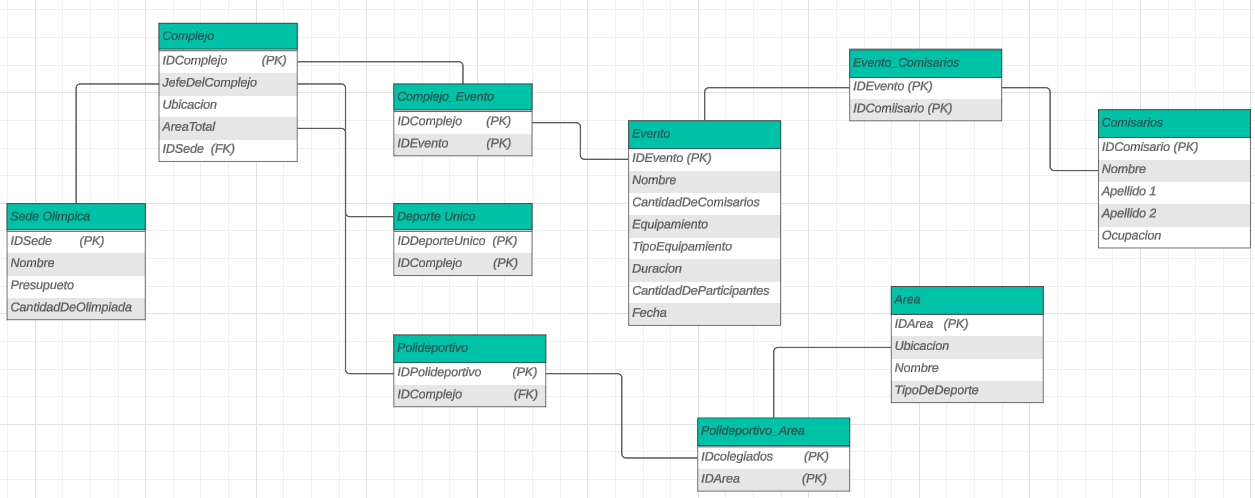 Complejo
IDComplejo (PK)
JefeDelComplejo
Ubicacion
AreaTotal
IDSede (FK)
Sede Olimpica
IDSede (PK)
Nombre
Presupueto
CantidadDeOlimpiada
Complejo_Evento
IDComplejo (PK)
IDEvento (PK)
Deporte Unico
IDDeporteUnico (PK)
IDComplejo (PK)
Polideportivo
IDPolideportivo (PK)
IDComplejo (FK)
Evento
IDEvento (PK)
Nombre
CantidadDeComisarios
Equipamiento
TipoEquipamiento
Duracion
CantidadDeParticipantes
Fecha
Evento_Comisarios
IDEvento (PK)
IDComiisario (PK)
Comisarios
IDComisario (PK)
Nombre
Apellido 1
Apellido 2
Ocupacion
Area
IDArea (PK)
Ubicacion
Nombre
TipoDeDeporte
Polideportivo_Area
IDcolegiados (PK)
IDArea (PK)